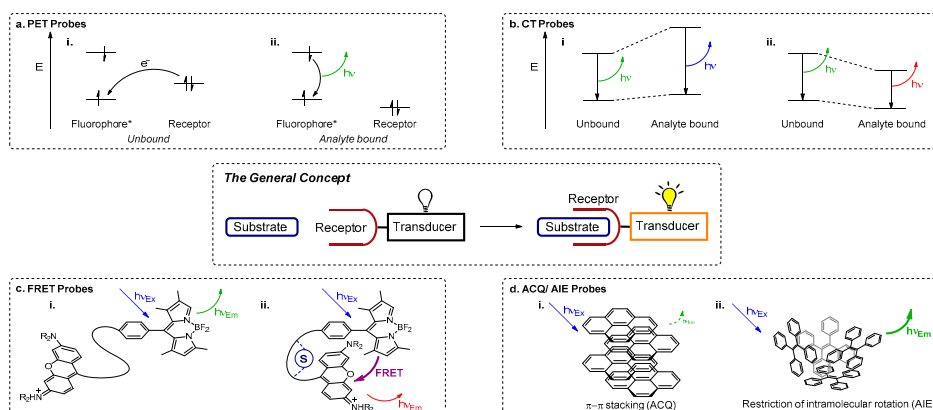 a. PET Probes
i.
ii.
E
e⁻
hν
Fluorophore*
Receptor
Unbound
Fluorophore*
Receptor
Analyte bound
b. CT Probes
i
ii.
E
hν
hν
hν
hν
Unbound
Analyte bound
Unbound
Analyte bound
The General Concept
Substrate
Receptor
Transducer
Receptor
Substrate
Transducer
c. FRET Probes
i.
hνEx
hνEm
BF2
N
N
R2N
O
R2HN
+
ii.
hνEx
BF2
N
N
NR2
S
O
FRET
NHR2
+
hνEm
d. ACQ/ AIE Probes
i.
hνEx
hνEm
π−π stacking (ACQ)
ii.
hνEx
hνEm
Restriction of intramolecular rotation (AIE